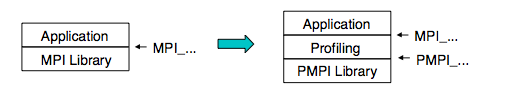 Application
MPI Library
MPI_...
Application
Profiling
PMPI Library
MPI_...
PMPI_...